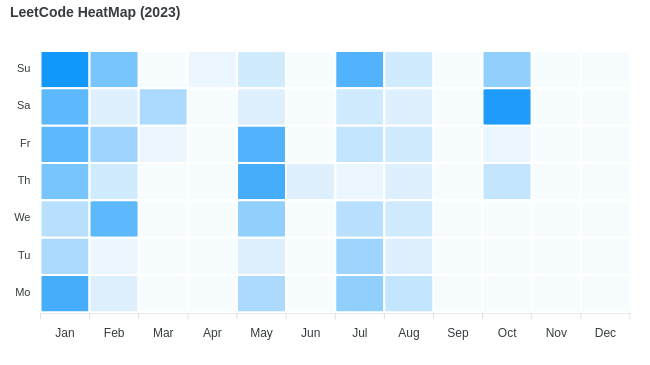 LeetCode HeatMap (2023)
Su
Sa
Fr
Th
We
Tu
Mo
Jan Feb Mar Apr May Jun Jul Aug Sep Oct Nov Dec